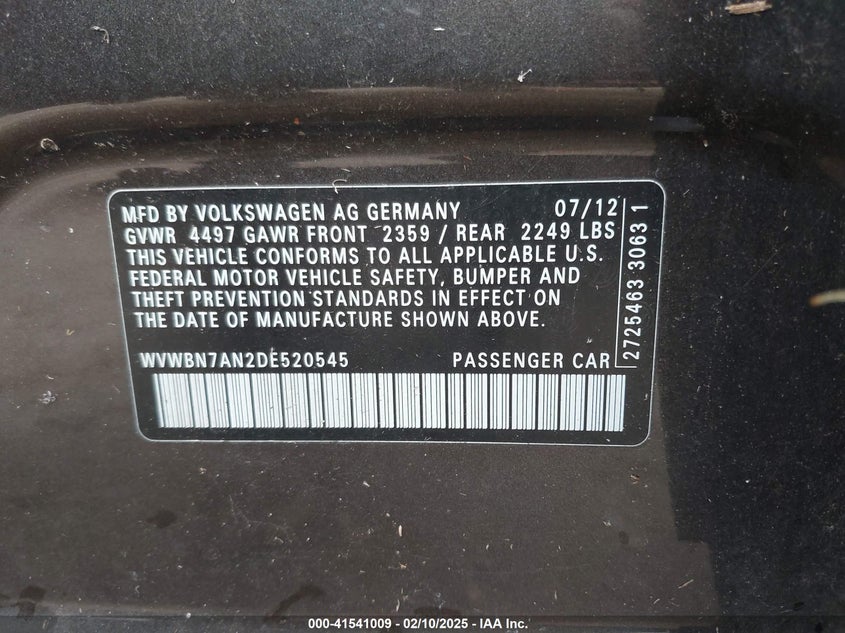 MFD BY VOLKSWAGEN AG GERMANY 07/12
GVWR 4497 GAWR FRONT 2359 / REAR 2249 LBS
THIS VEHICLE CONFORMS TO ALL APPLICABLE U.S.
FEDERAL MOTOR VEHICLE SAFETY, BUMPER AND
THEFT PREVENTION STANDARDS IN EFFECT ON
THE DATE OF MANUFACTURE SHOWN ABOVE.
WVWBN7AN2DE520545 PASSENGER CAR
2725463 3063 1
000-41541009 — 02/10/2025 — IAA Inc.